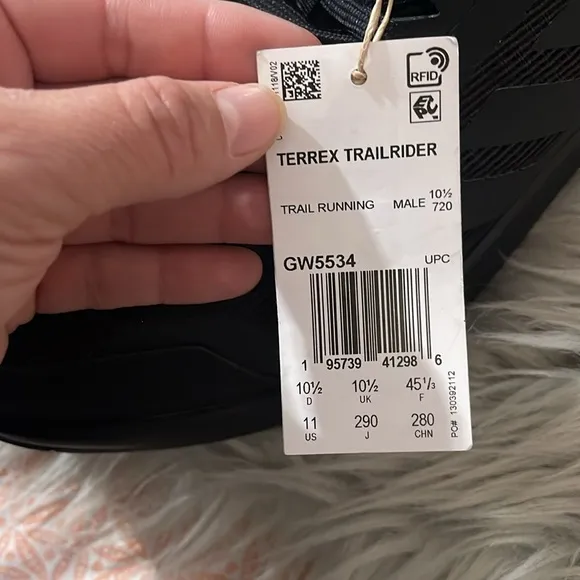 RFID
EPC
TERREX TRAILRIDER
TRAIL RUNNING MALE 10½
720
GW5534 UPC
1 95739 41298 6
10½ 10½ 45⅓
D UK F
11 290 280
US J CHN
PO# 130392112